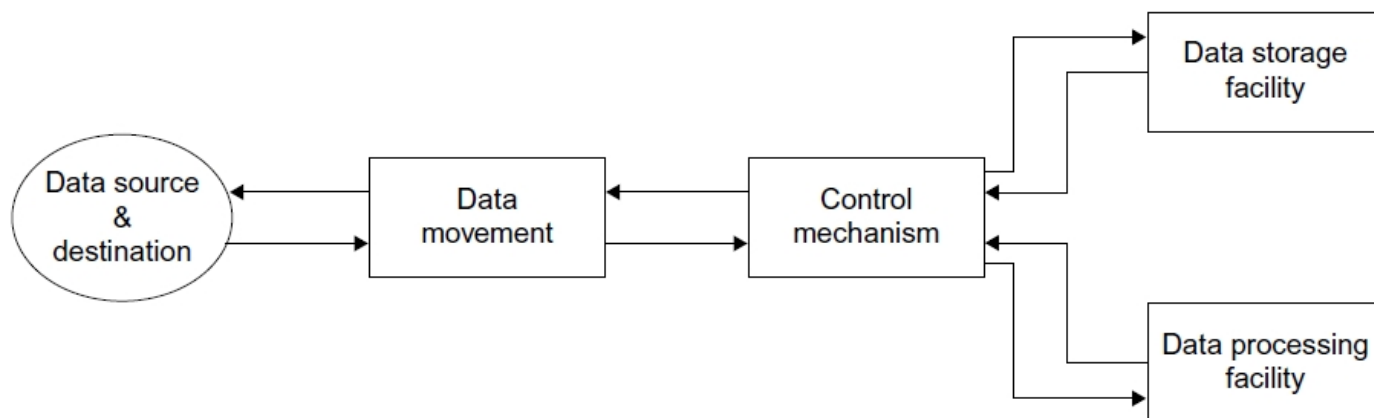 Data source
&
destination
Data
movement
Control
mechanism
Data storage
facility
Data processing
facility